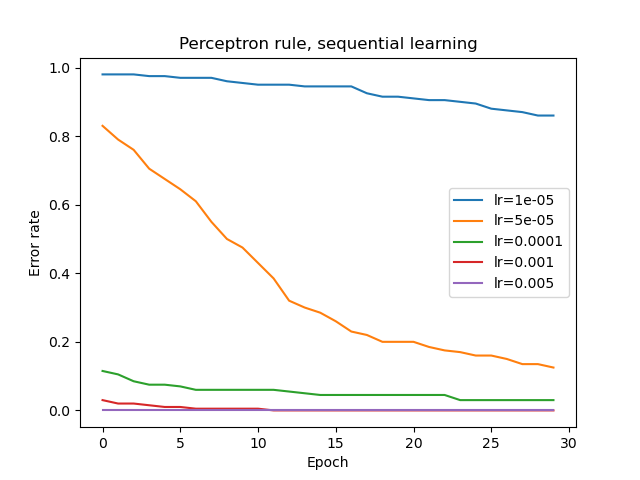 Perceptron rule, sequential learning
Error rate
1.0
0.8
0.6
0.4
0.2
0.0
lr=1e-05
lr=5e-05
lr=0.0001
lr=0.001
lr=0.005
0 5 10 15 20 25 30
Epoch